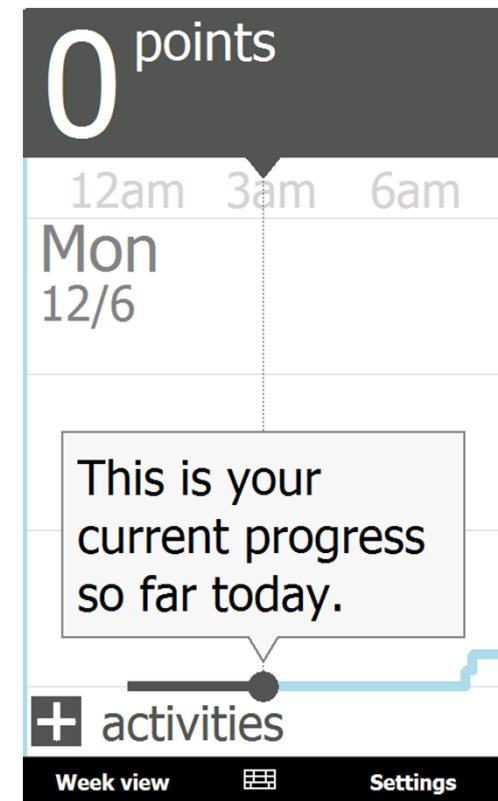 0 points
12am 3am 6am
Mon
12/6
This is your
current progress
so far today.
+ activities
Week view Settings